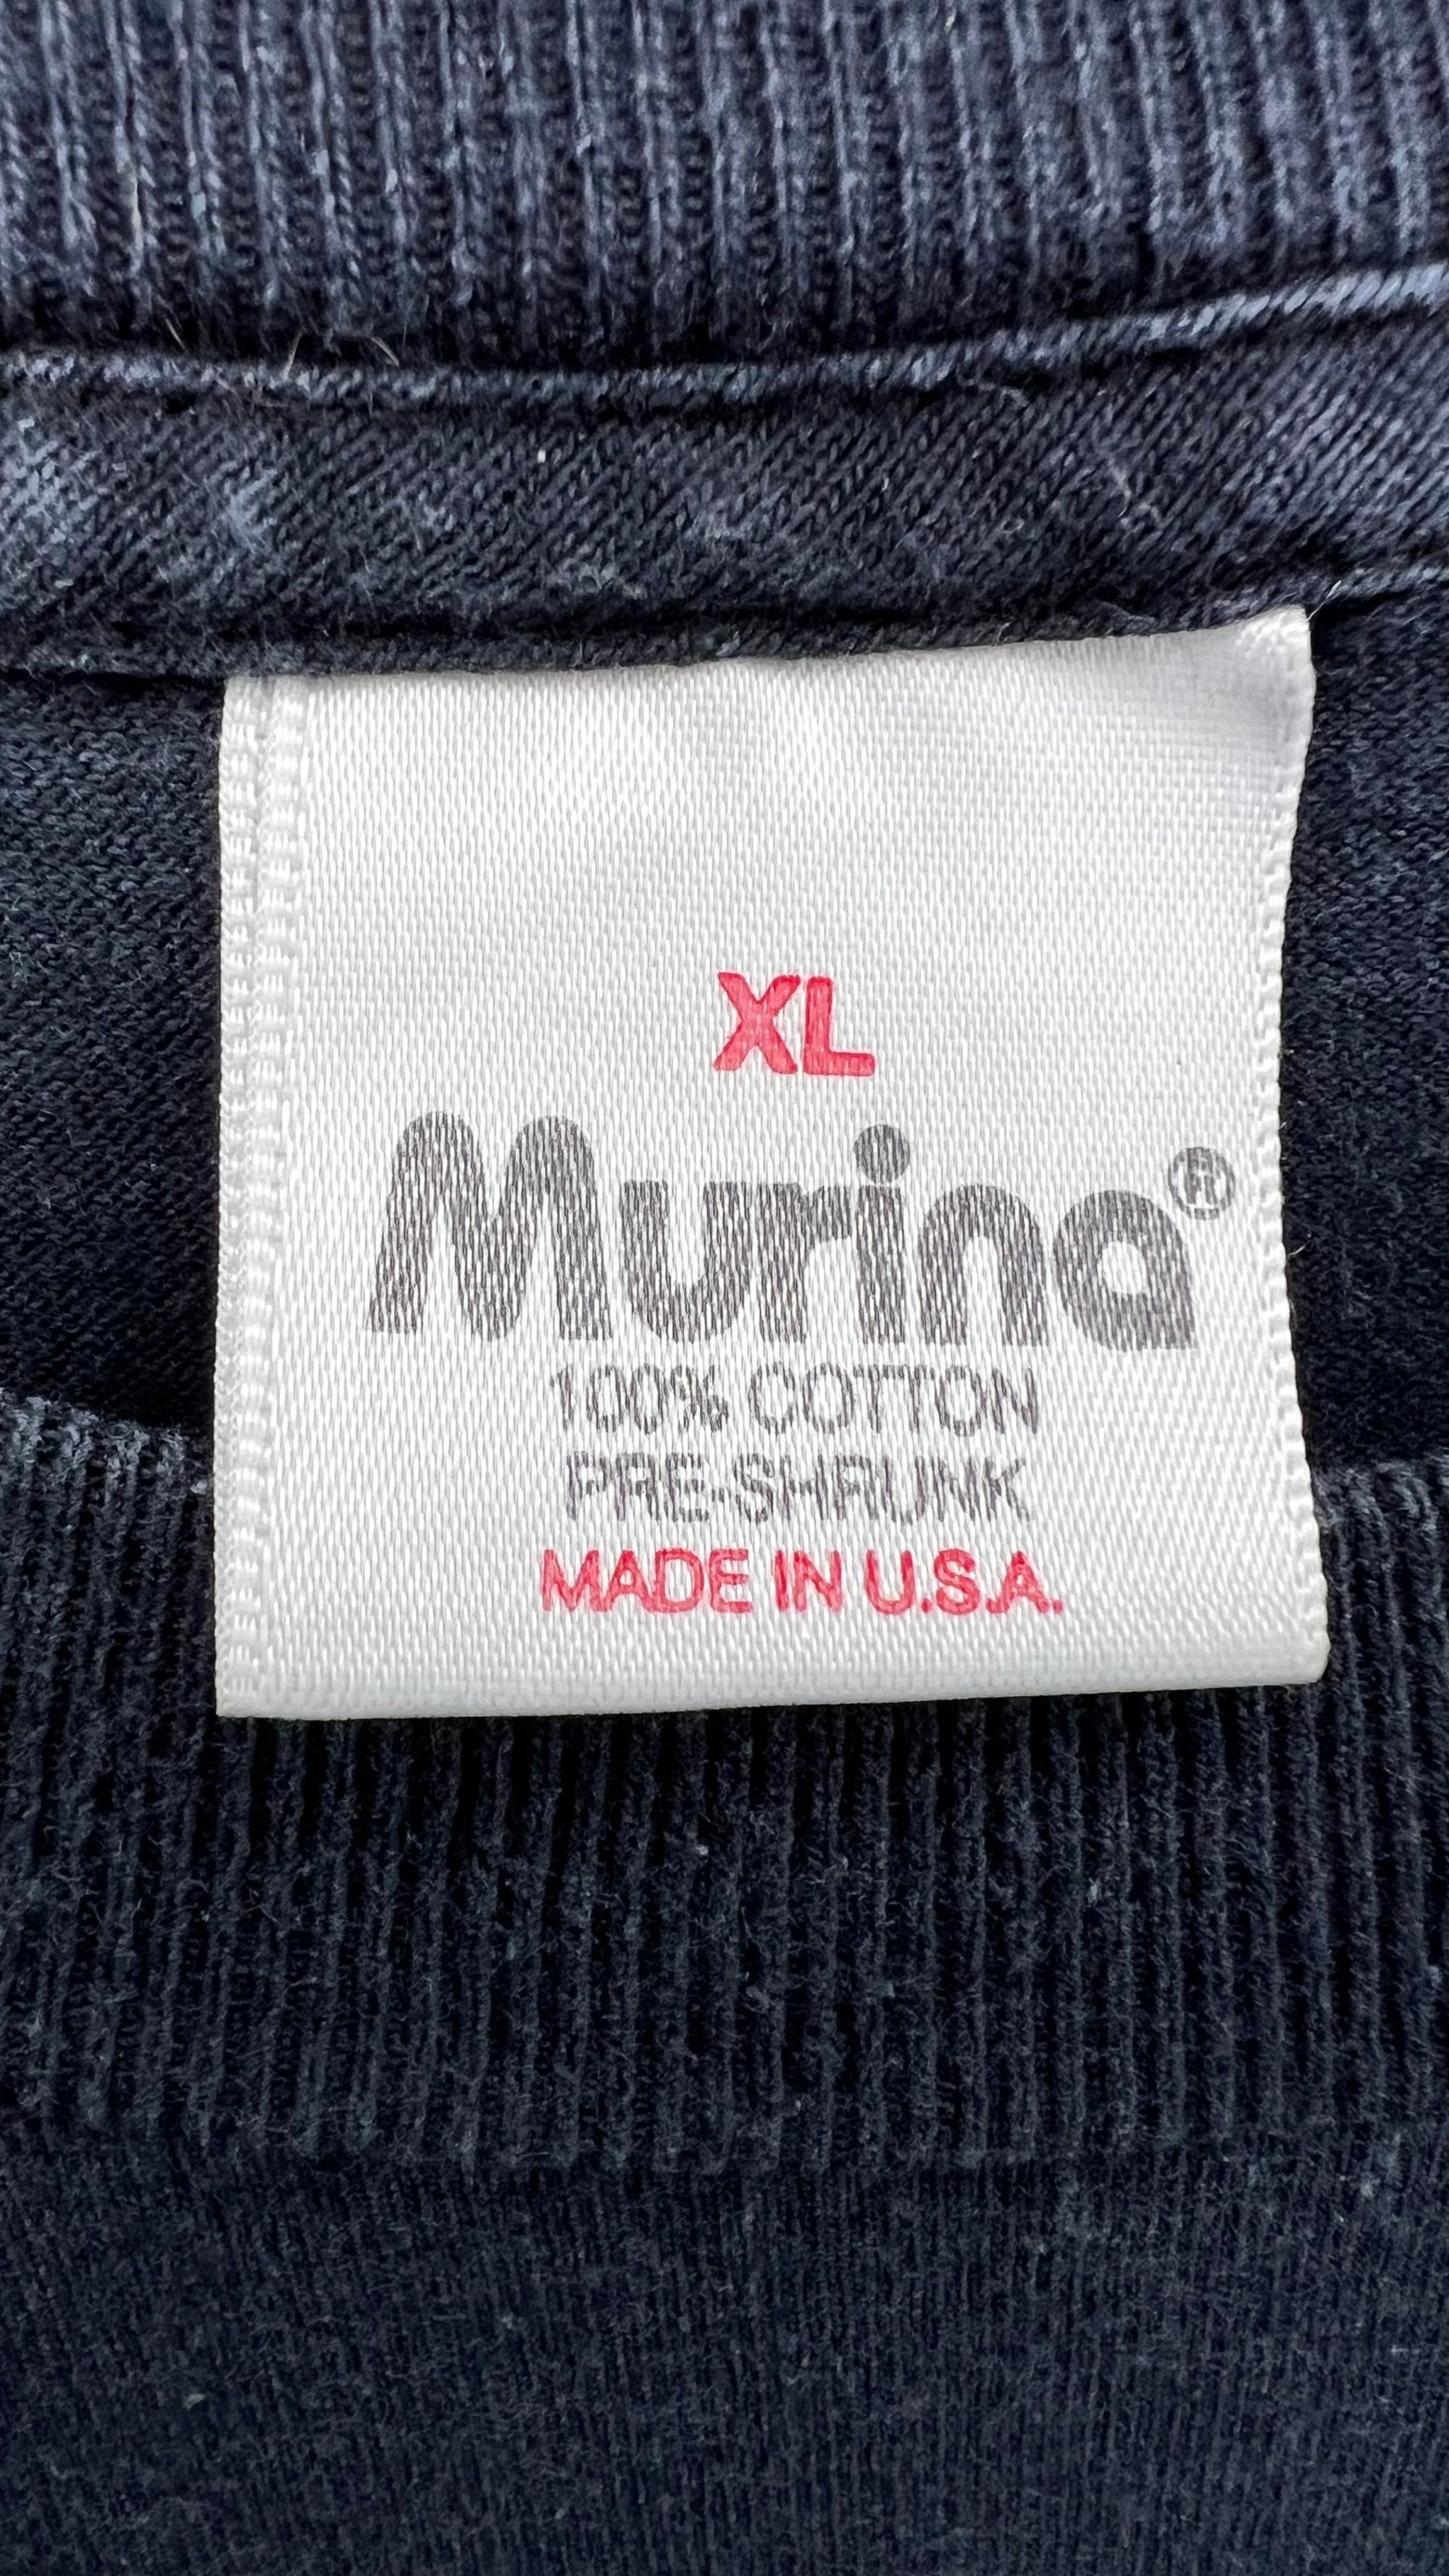 XL
Murina®
100% COTTON
PRE-SHRUNK
MADE IN U.S.A.